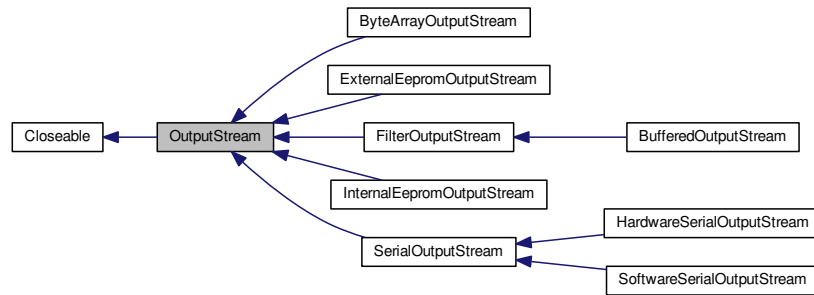 ByteArrayOutputStream
ExternalEepromOutputStream
Closeable
OutputStream
FilterOutputStream
BufferedOutputStream
InternalEepromOutputStream
HardwareSerialOutputStream
SerialOutputStream
SoftwareSerialOutputStream